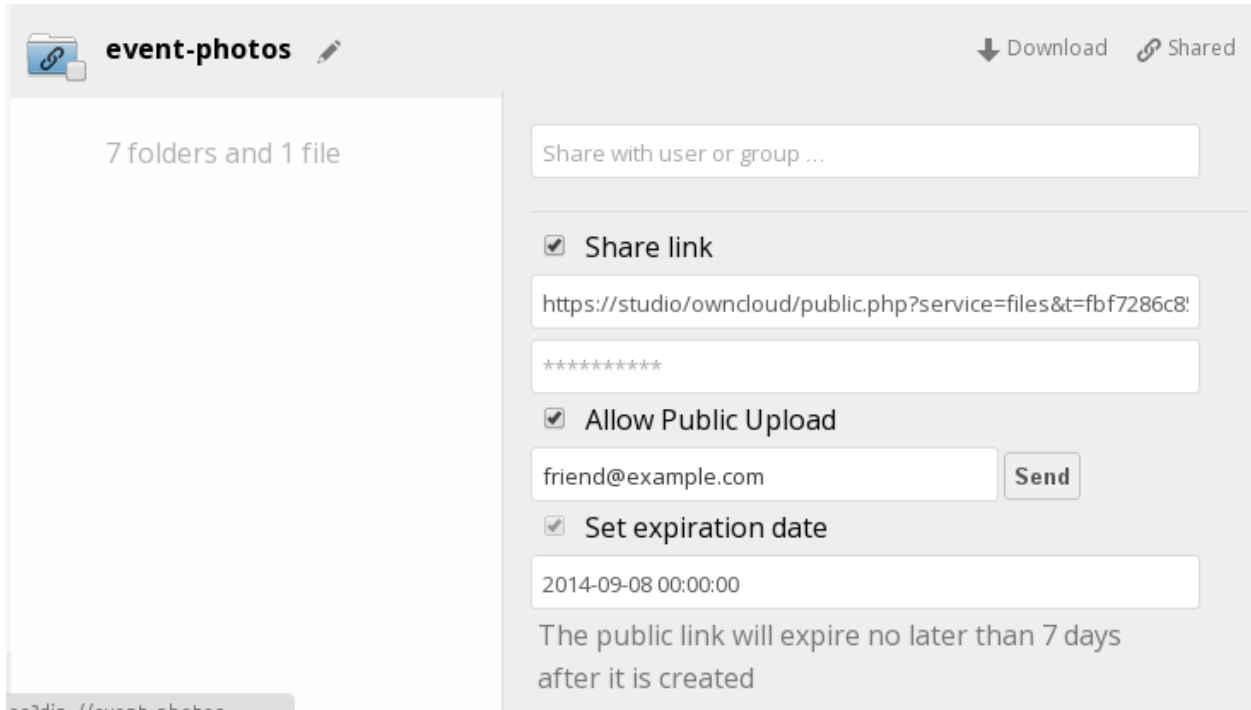 event-photos
Download
Shared
7 folders and 1 file
Share with user or group ...
Share link
https://studio/owncloud/public.php?service=files&t=fbf7286c8
**********
Allow Public Upload
friend@example.com
Send
Set expiration date
2014-09-08 00:00:00
The public link will expire no later than 7 days
after it is created